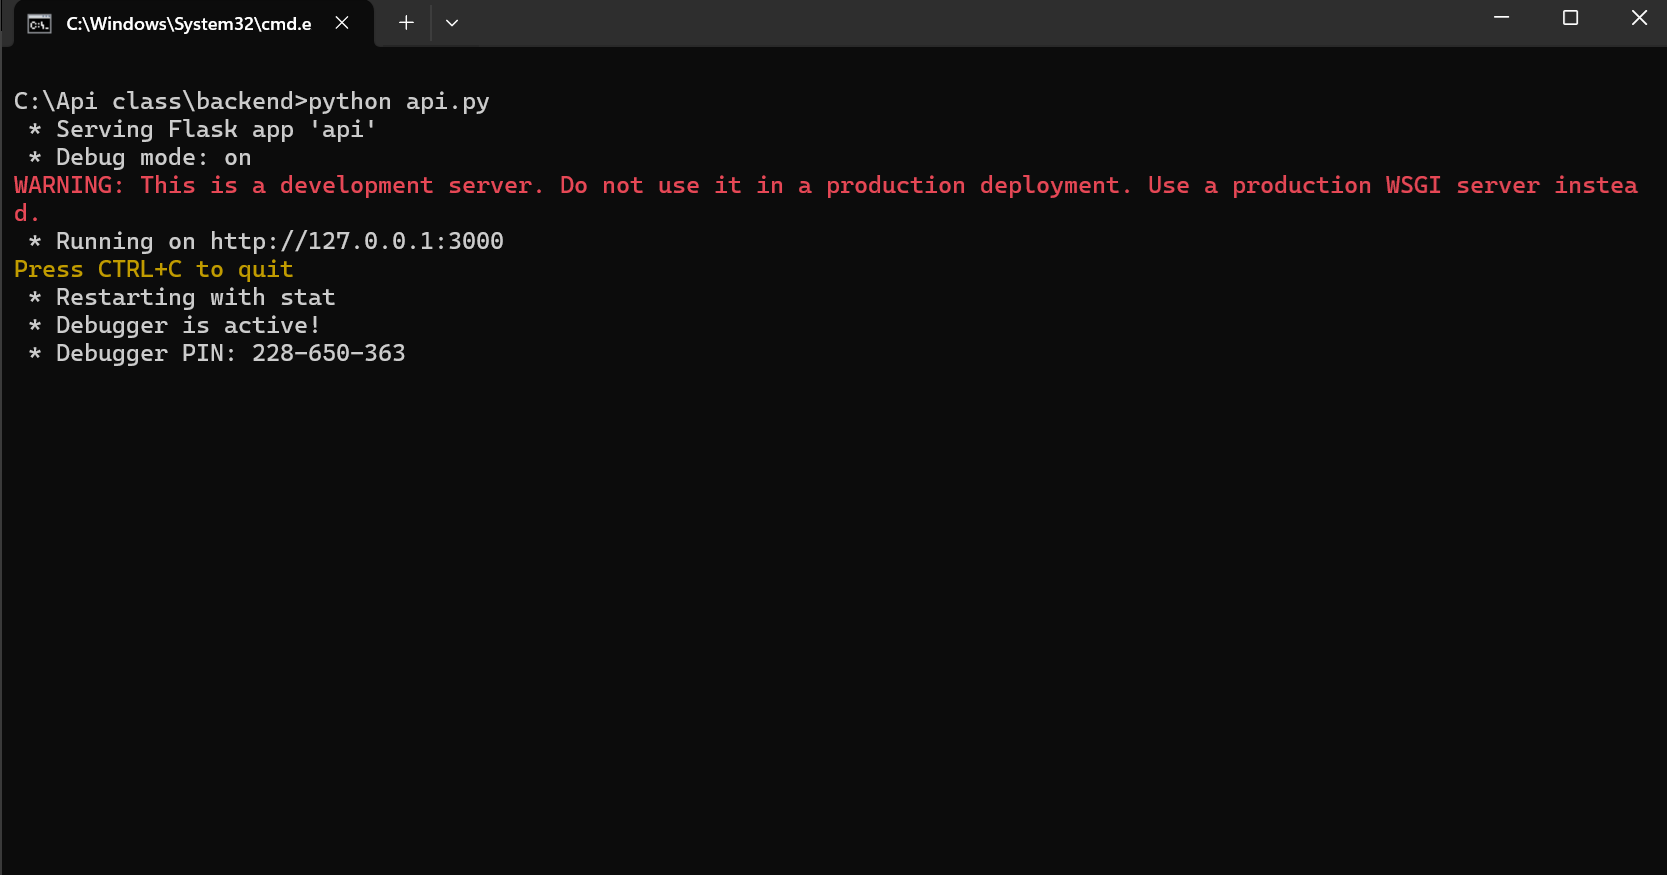 C:\Windows\System32\cmd.e
C:\Api class\backend>python api.py
* Serving Flask app 'api'
* Debug mode: on
WARNING: This is a development server. Do not use it in a production deployment. Use a production WSGI server instea
d.
* Running on http://127.0.0.1:3000
Press CTRL+C to quit
* Restarting with stat
* Debugger is active!
* Debugger PIN: 228-650-363